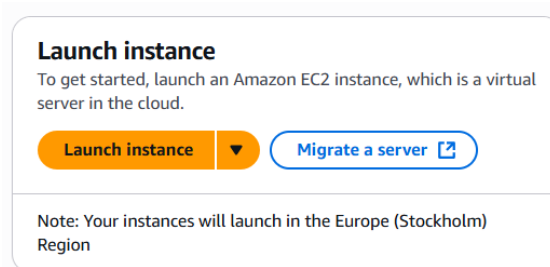 Launch instance
To get started, launch an Amazon EC2 instance, which is a virtual
server in the cloud.
Launch instance
Migrate a server
Note: Your instances will launch in the Europe (Stockholm)
Region